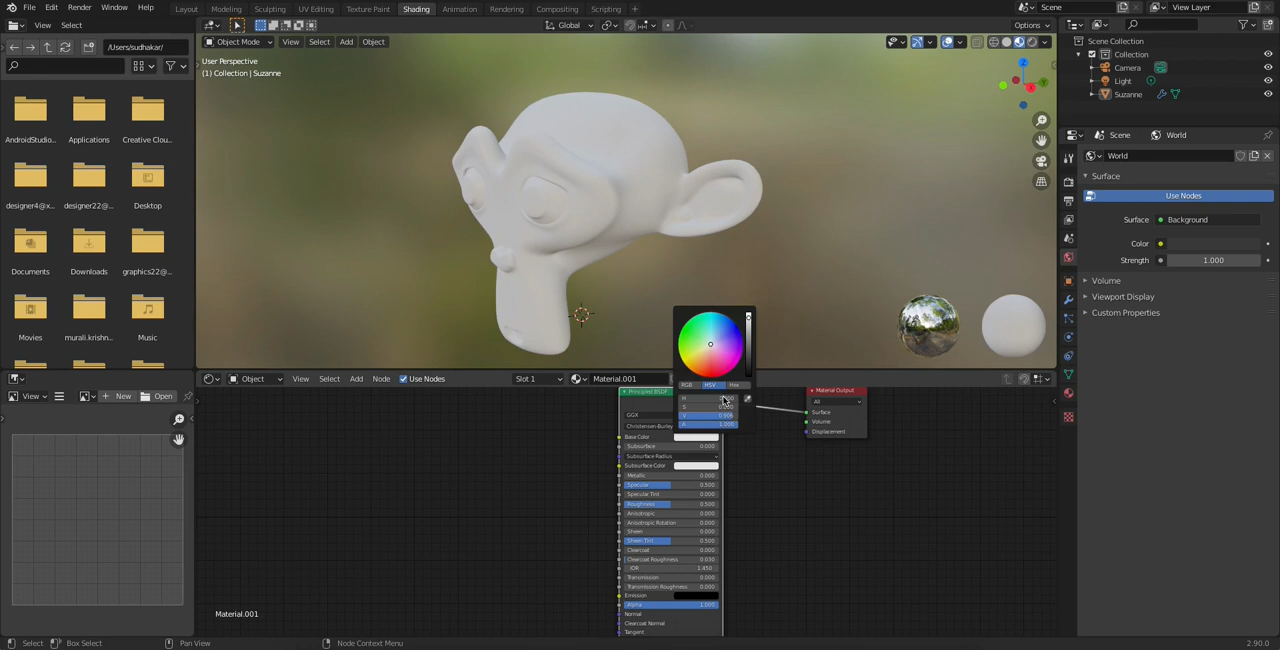 File Edit Render Window Help Layout Modeling Sculpting UV Editing Texture Paint Shading Animation Rendering Compositing Scripting Scene View Layer
View Select Global Options
/Users/sudhakar/
Object Mode View Select Add Object
User Perspective
(1) Collection | Suzanne
AndroidStudio... Applications Creative Clou...
designer4@x... designer22@... Desktop
Documents Downloads graphics22@...
Movies murali.krishn... Music
X
Y
Z
Scene Collection
Collection
Camera
Light
Suzanne
Scene World
World
Surface
Use Nodes
Surface Background
Color
Strength 1.000
Volume
Viewport Display
Custom Properties
View New Open
Object View Select Add Node Use Nodes Slot 1 Material.001
RGB HSV Hex
H
S
V
A 1.000
Principled BSDF
GGX
Christensen-Burley
Base Color
Subsurface 0.000
Subsurface Radius
Subsurface Color
Metallic 0.000
Specular 0.500
Specular Tint 0.000
Roughness 0.500
Anisotropic 0.000
Anisotropic Rotation 0.000
Sheen 0.000
Sheen Tint 0.500
Clearcoat 0.000
Clearcoat Roughness 0.030
IOR 1.450
Transmission 0.000
Transmission Roughness 0.000
Emission
Alpha 1.000
Normal
Clearcoat Normal
Tangent
Material Output
All
Surface
Volume
Displacement
Material.001
Select Box Select Pan View Node Context Menu 2.90.0